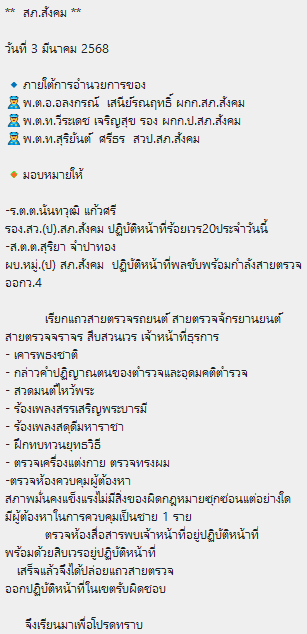 ** สภ.สังคม **
วันที่ 3 มีนาคม 2568
🔹ภายใต้การอำนวยการของ
👮พ.ต.อ.อลงกรณ์  เสนีย์รณฤทธิ์ ผกก.สภ.สังคม
👮พ.ต.ท.วีระเดช เจริญสุข รอง ผกก.ป.สภ.สังคม
👮พ.ต.ท.สุริยันต์  ศรีธร  สวป.สภ.สังคม
🔸มอบหมายให้
-ร.ต.ต.นันทวุฒิ แก้วศรี
รอง.สว.(ป).สภ.สังคม ปฏิบัติหน้าที่ร้อยเวร20ประจำวันนี้
-ส.ต.ต.สุริยา จำปาทอง
ผบ.หมู่.(ป) สภ.สังคม  ปฏิบัติหน้าที่พลขับพร้อมกำลังสายตรวจ
ออกว.4
เรียกแถวสายตรวจรถยนต์ สายตรวจจักรยานยนต์
สายตรวจจราจร สืบสวนเวร เจ้าหน้าที่ธุรการ
- เคารพธงชาติ
- กล่าวคำปฏิญาณตนของตำรวจและอุดมคติตำรวจ
- สวดมนต์ไหว้พระ
- ร้องเพลงสรรเสริญพระบารมี
- ร้องเพลงสดุดีมหาราชา
- ฝึกทบทวนยุทธวิธี
- ตรวจเครื่องแต่งกาย ตรวจทรงผม
-ตรวจห้องควบคุมผู้ต้องหา
สภาพมั่นคงแข็งแรงไม่มีสิ่งของผิดกฎหมายซุกซ่อนแต่อย่างใด
มีผู้ต้องหาในการควบคุมเป็นชาย 1 ราย
ตรวจห้องสื่อสารพบเจ้าหน้าที่อยู่ปฏิบัติหน้าที่
พร้อมด้วยสิบเวรอยู่ปฏิบัติหน้าที่
เสร็จแล้วจึงได้ปล่อยแถวสายตรวจ
ออกปฏิบัติหน้าที่ในเขตรับผิดชอบ
จึงเรียนมาเพื่อโปรดทราบ